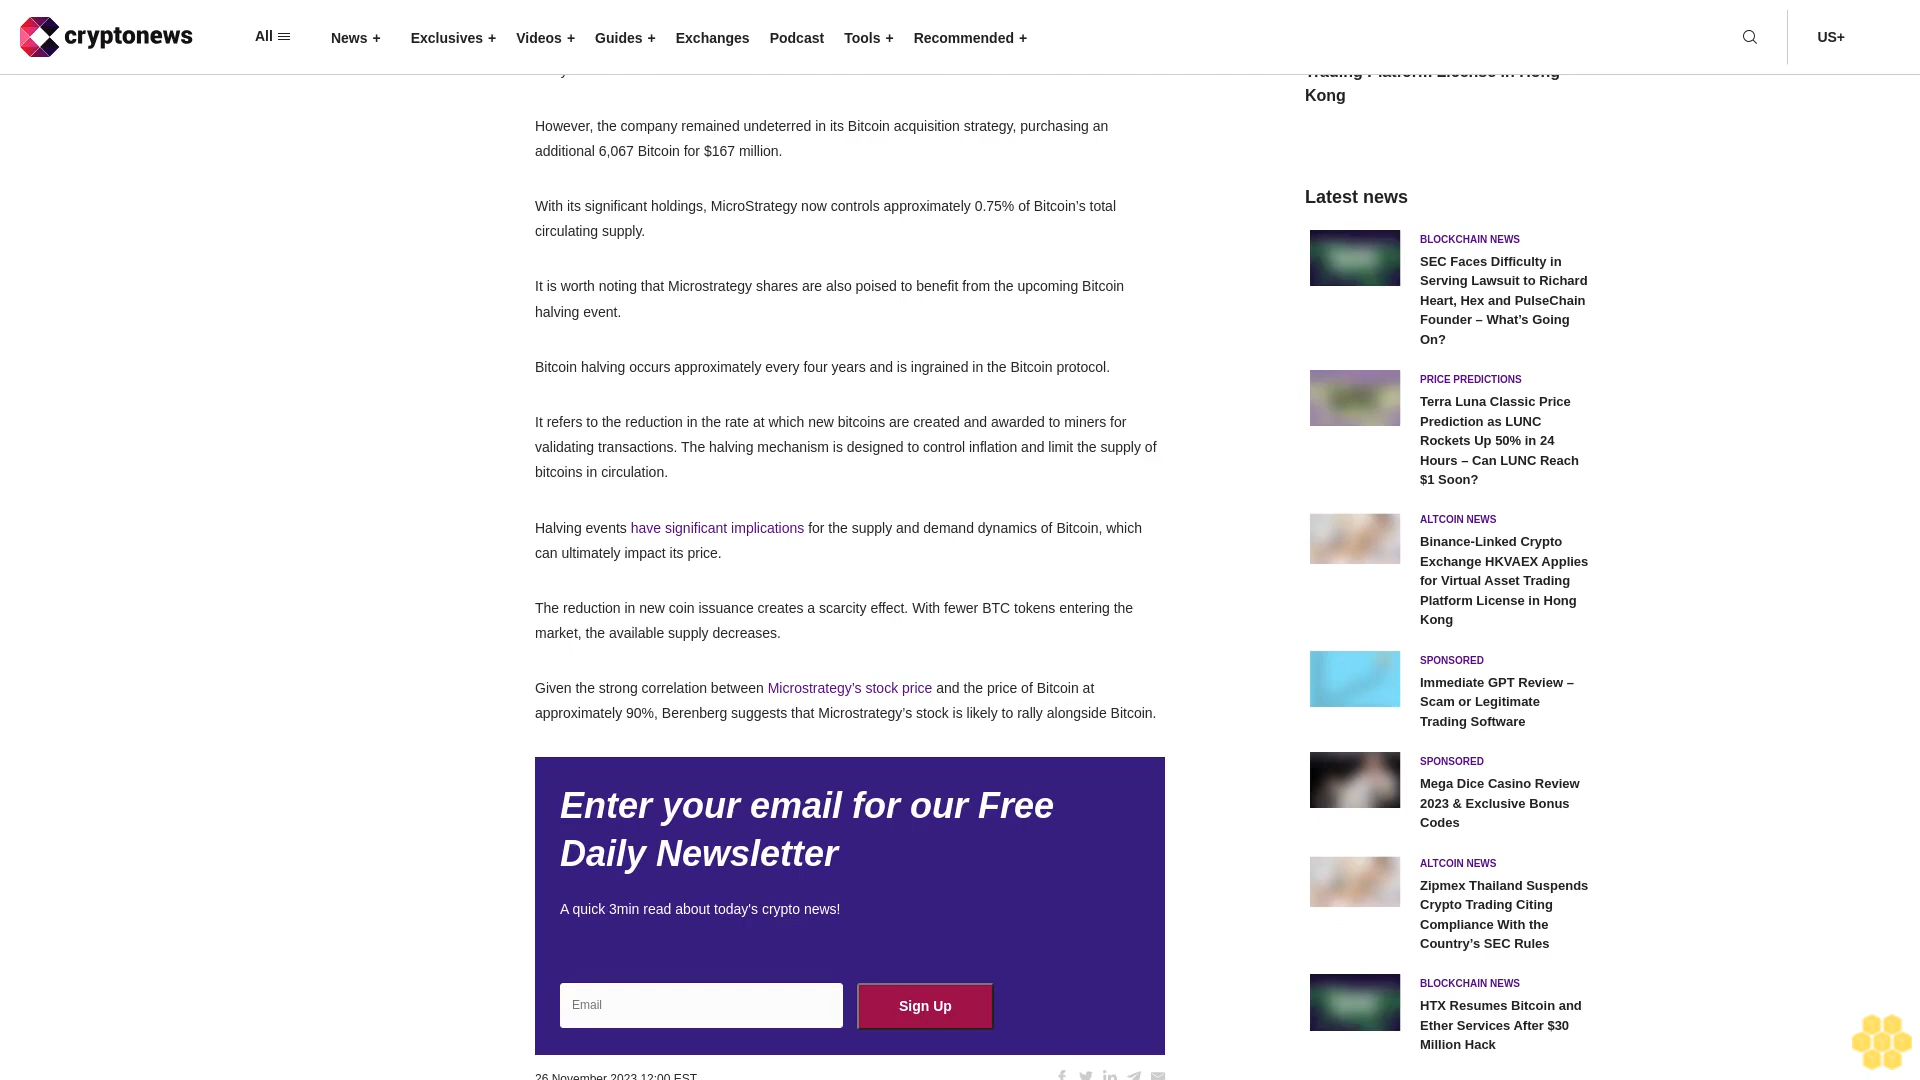 cryptonews
All
News +
Exclusives +
Videos +
Guides +
Exchanges
Podcast
Tools +
Recommended +
US+
However, the company remained undeterred in its Bitcoin acquisition strategy, purchasing an
additional 6,067 Bitcoin for $167 million.
With its significant holdings, MicroStrategy now controls approximately 0.75% of Bitcoin’s total
circulating supply.
It is worth noting that Microstrategy shares are also poised to benefit from the upcoming Bitcoin
halving event.
Bitcoin halving occurs approximately every four years and is ingrained in the Bitcoin protocol.
It refers to the reduction in the rate at which new bitcoins are created and awarded to miners for
validating transactions. The halving mechanism is designed to control inflation and limit the supply of
bitcoins in circulation.
Halving events have significant implications for the supply and demand dynamics of Bitcoin, which
can ultimately impact its price.
The reduction in new coin issuance creates a scarcity effect. With fewer BTC tokens entering the
market, the available supply decreases.
Given the strong correlation between Microstrategy’s stock price and the price of Bitcoin at
approximately 90%, Berenberg suggests that Microstrategy’s stock is likely to rally alongside Bitcoin.
Enter your email for our Free
Daily Newsletter
A quick 3min read about today's crypto news!
Email
Sign Up
26 November 2023 12:00 EST
Trading Platform License in Hong
Kong
Latest news
BLOCKCHAIN NEWS
SEC Faces Difficulty in
Serving Lawsuit to Richard
Heart, Hex and PulseChain
Founder – What’s Going
On?
PRICE PREDICTIONS
Terra Luna Classic Price
Prediction as LUNC
Rockets Up 50% in 24
Hours – Can LUNC Reach
$1 Soon?
ALTCOIN NEWS
Binance-Linked Crypto
Exchange HKVAEX Applies
for Virtual Asset Trading
Platform License in Hong
Kong
SPONSORED
Immediate GPT Review –
Scam or Legitimate
Trading Software
SPONSORED
Mega Dice Casino Review
2023 & Exclusive Bonus
Codes
ALTCOIN NEWS
Zipmex Thailand Suspends
Crypto Trading Citing
Compliance With the
Country’s SEC Rules
BLOCKCHAIN NEWS
HTX Resumes Bitcoin and
Ether Services After $30
Million Hack